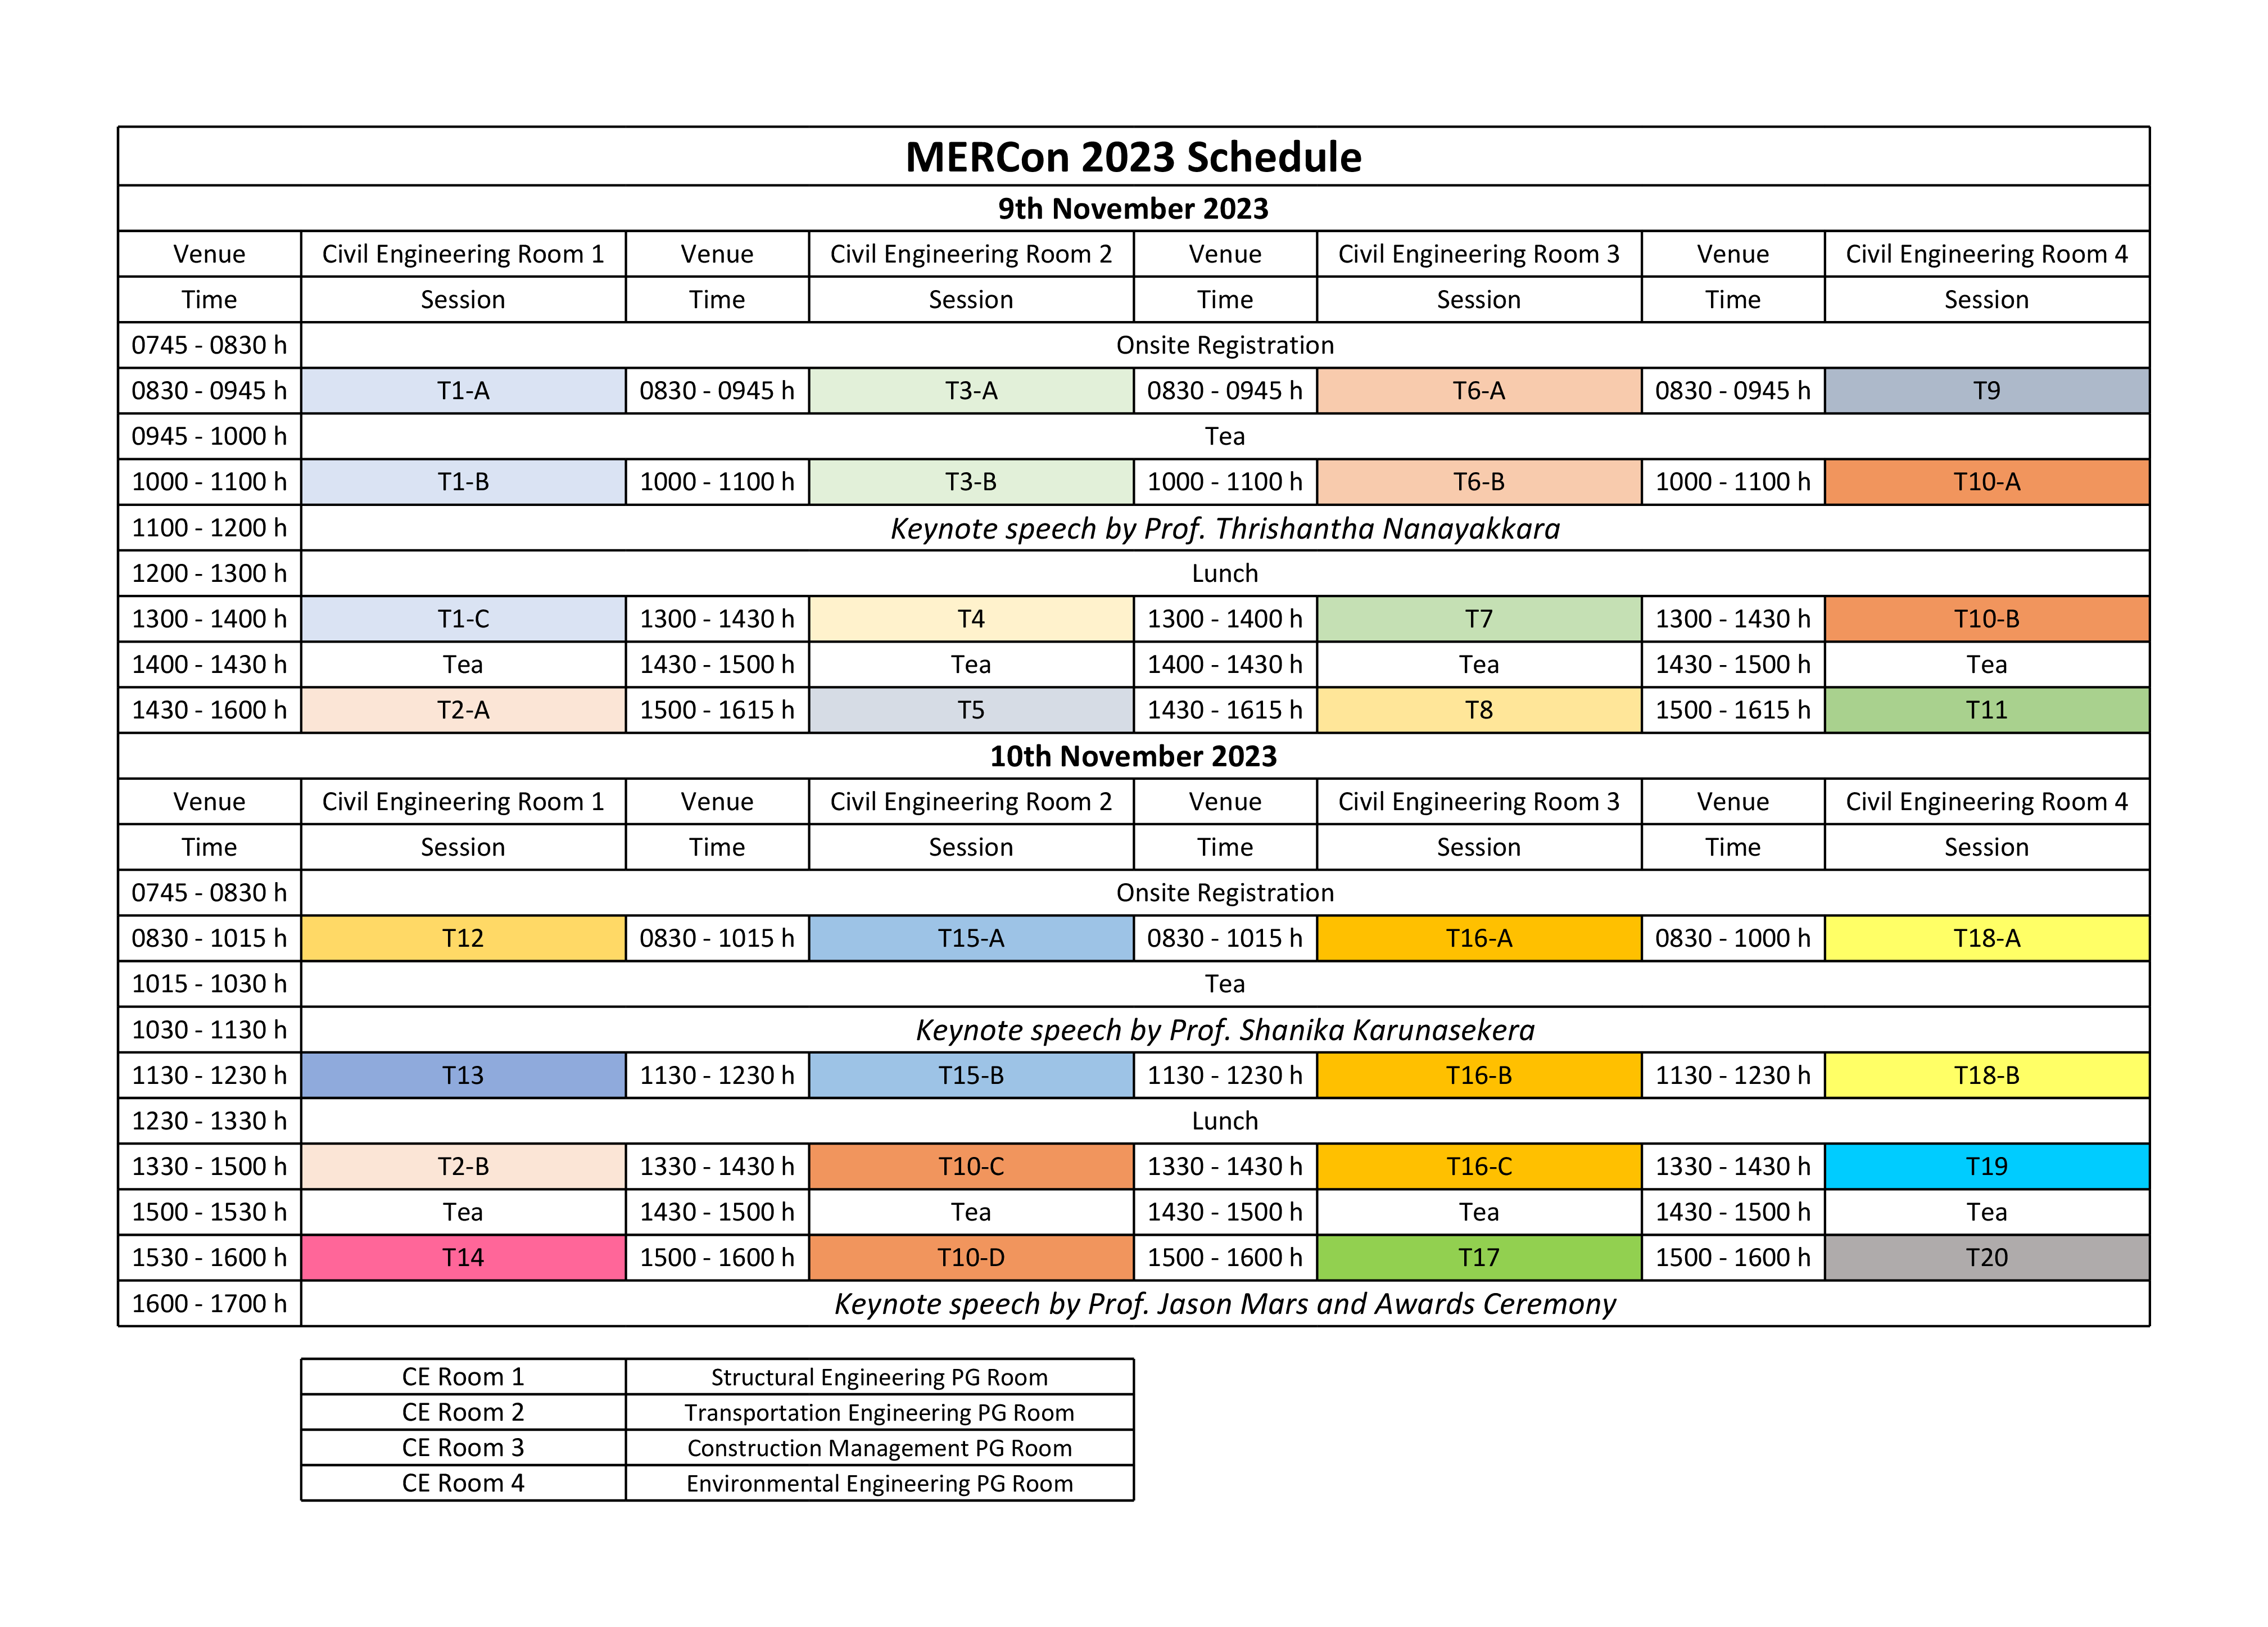 MERCon 2023 Schedule
9th November 2023
Venue Civil Engineering Room 1 Venue Civil Engineering Room 2 Venue Civil Engineering Room 3 Venue Civil Engineering Room 4
Time Session Time Session Time Session Time Session
0745 - 0830 h Onsite Registration
0830 - 0945 h T1-A 0830 - 0945 h T3-A 0830 - 0945 h T6-A 0830 - 0945 h T9
0945 - 1000 h Tea
1000 - 1100 h T1-B 1000 - 1100 h T3-B 1000 - 1100 h T6-B 1000 - 1100 h T10-A
1100 - 1200 h Keynote speech by Prof. Thrishantha Nanayakkara
1200 - 1300 h Lunch
1300 - 1400 h T1-C 1300 - 1430 h T4 1300 - 1400 h T7 1300 - 1430 h T10-B
1400 - 1430 h Tea 1430 - 1500 h Tea 1400 - 1430 h Tea 1430 - 1500 h Tea
1430 - 1600 h T2-A 1500 - 1615 h T5 1430 - 1615 h T8 1500 - 1615 h T11
10th November 2023
Venue Civil Engineering Room 1 Venue Civil Engineering Room 2 Venue Civil Engineering Room 3 Venue Civil Engineering Room 4
Time Session Time Session Time Session Time Session
0745 - 0830 h Onsite Registration
0830 - 1015 h T12 0830 - 1015 h T15-A 0830 - 1015 h T16-A 0830 - 1000 h T18-A
1015 - 1030 h Tea
1030 - 1130 h Keynote speech by Prof. Shanika Karunasekera
1130 - 1230 h T13 1130 - 1230 h T15-B 1130 - 1230 h T16-B 1130 - 1230 h T18-B
1230 - 1330 h Lunch
1330 - 1500 h T2-B 1330 - 1430 h T10-C 1330 - 1430 h T16-C 1330 - 1430 h T19
1500 - 1530 h Tea 1430 - 1500 h Tea 1430 - 1500 h Tea 1430 - 1500 h Tea
1530 - 1600 h T14 1500 - 1600 h T10-D 1500 - 1600 h T17 1500 - 1600 h T20
1600 - 1700 h Keynote speech by Prof. Jason Mars and Awards Ceremony
CE Room 1 Structural Engineering PG Room
CE Room 2 Transportation Engineering PG Room
CE Room 3 Construction Management PG Room
CE Room 4 Environmental Engineering PG Room